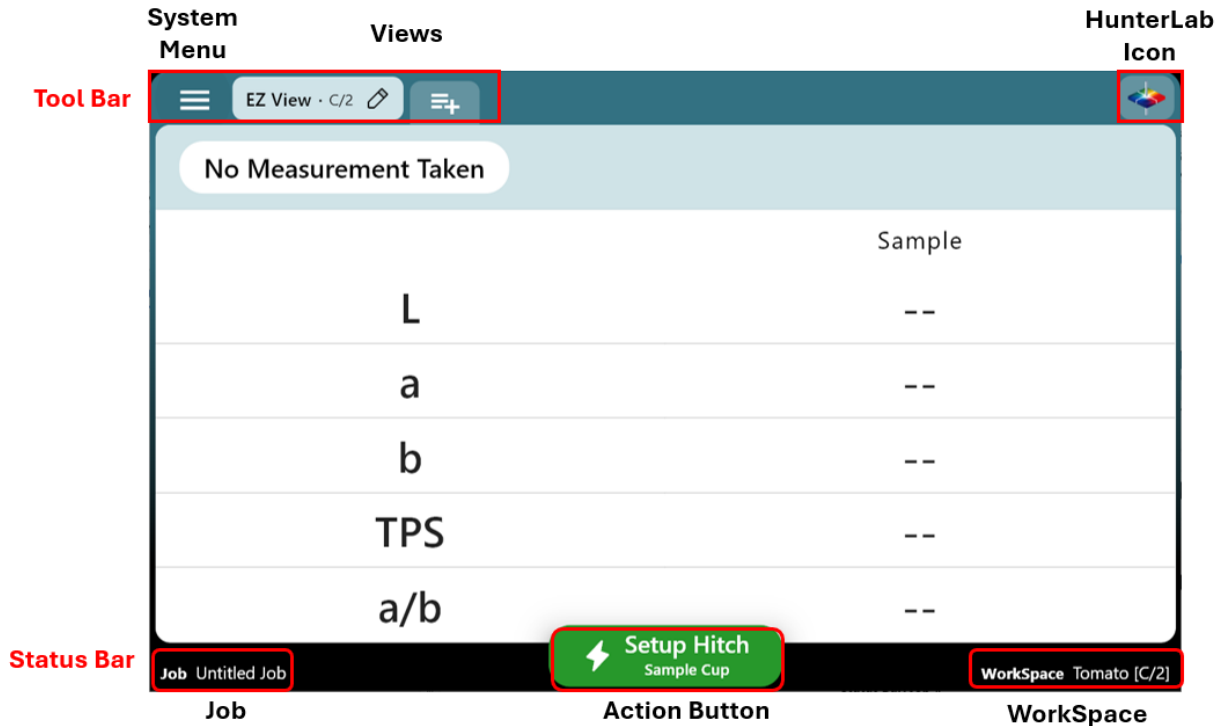 System
Menu
Views
HunterLab
Icon
Tool Bar
EZ View · C/2
No Measurement Taken
Sample
L
--
a
--
b
--
TPS
--
a/b
--
Status Bar
Job Untitled Job
Setup Hitch
Sample Cup
WorkSpace Tomato [C/2]
Job
Action Button
WorkSpace